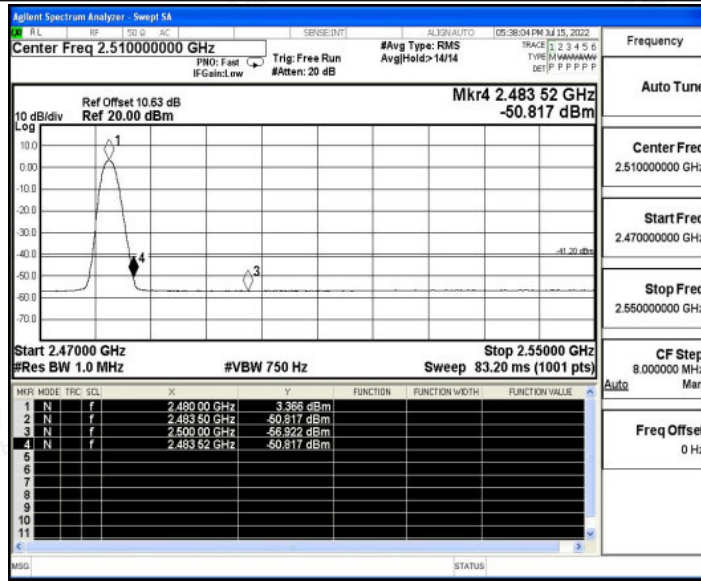 Agilent Spectrum Analyzer - Swept SA
RL RF 50 Ω AC SENSE:INT ALIGN AUTO 05:38:04 PM Jul 15, 2022
Center Freq 2.510000000 GHz
PNO: Fast
IFGain:Low
Trig: Free Run
#Atten: 20 dB
#Avg Type: RMS
Avg|Hold:> 14/14
TRACE 1 2 3 4 5 6
TYPE M
DET P P P P P P
Ref Offset 10.63 dB
Ref 20.00 dBm
10 dB/div
Log
Mkr4 2.483 52 GHz
-50.817 dBm
10.0
0.00
-10.0
-20.0
-30.0
-40.0
-50.0
-60.0
-70.0
1
4
3
-41.20 dBm
Start 2.47000 GHz
Stop 2.55000 GHz
#Res BW 1.0 MHz
#VBW 750 Hz
Sweep 83.20 ms (1001 pts)
MKR MODE TRC SCL X Y FUNCTION FUNCTION WIDTH FUNCTION VALUE
1 N f 2.480 00 GHz 3.366 dBm
2 N f 2.483 50 GHz -50.817 dBm
3 N f 2.500 00 GHz -56.922 dBm
4 N f 2.483 52 GHz -50.817 dBm
5
6
7
8
9
10
11
MSG
STATUS
Frequency
Auto Tune
Center Freq
2.510000000 GHz
Start Freq
2.470000000 GHz
Stop Freq
2.550000000 GHz
CF Step
8.000000 MHz
Auto Man
Freq Offset
0 Hz